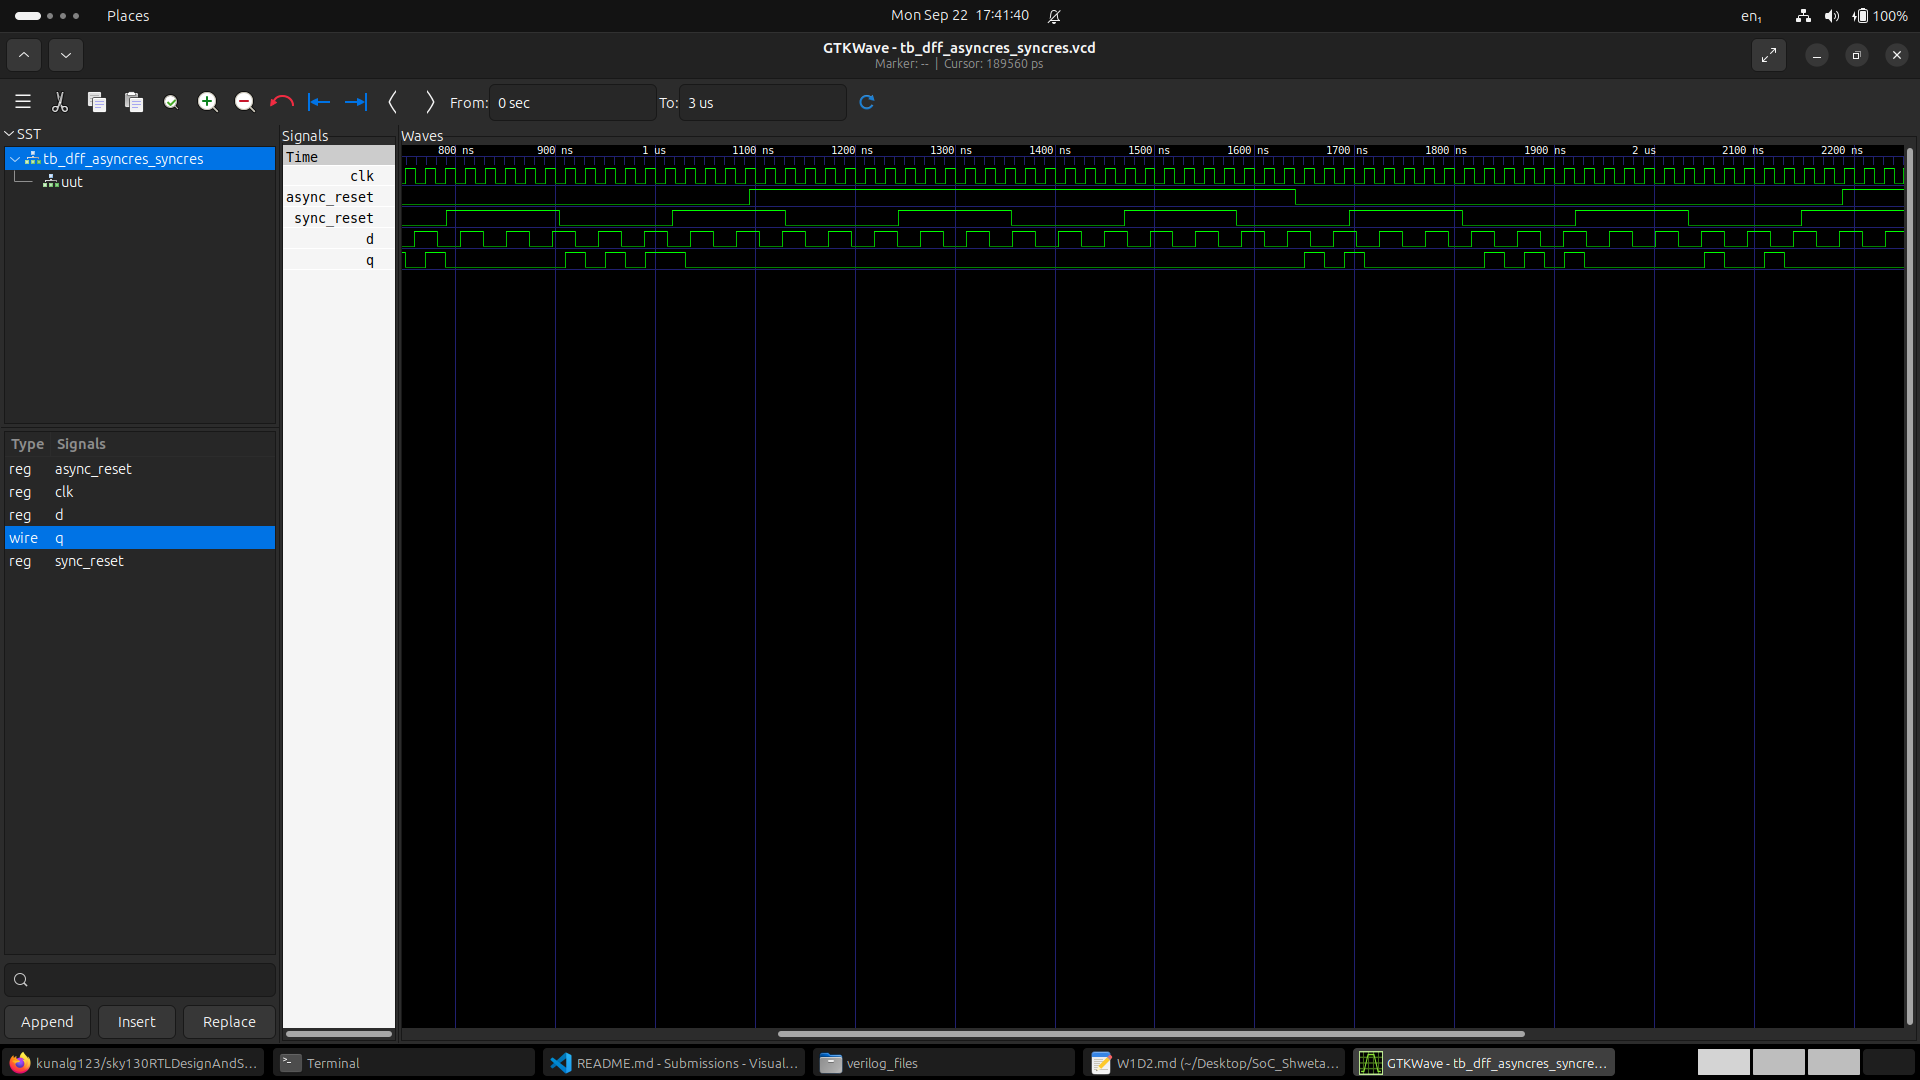 Places
Mon Sep 22 17:41:40
en₁
100%
GTKWave - tb_dff_asyncres_syncres.vcd
Marker: -- | Cursor: 189560 ps
From: 0 sec
To: 3 us
SST
tb_dff_asyncres_syncres
uut
Type Signals
reg async_reset
reg clk
reg d
wire q
reg sync_reset
Append Insert Replace
Signals
Time
clk
async_reset
sync_reset
d
q
Waves
800 ns 900 ns 1 us 1100 ns 1200 ns 1300 ns 1400 ns 1500 ns 1600 ns 1700 ns 1800 ns 1900 ns 2 us 2100 ns 2200 ns
kunalg123/sky130RTLDesignAndS...
Terminal
README.md - Submissions - Visual...
verilog_files
W1D2.md (~/Desktop/SoC_Shweta...
GTKWave - tb_dff_asyncres_syncre...